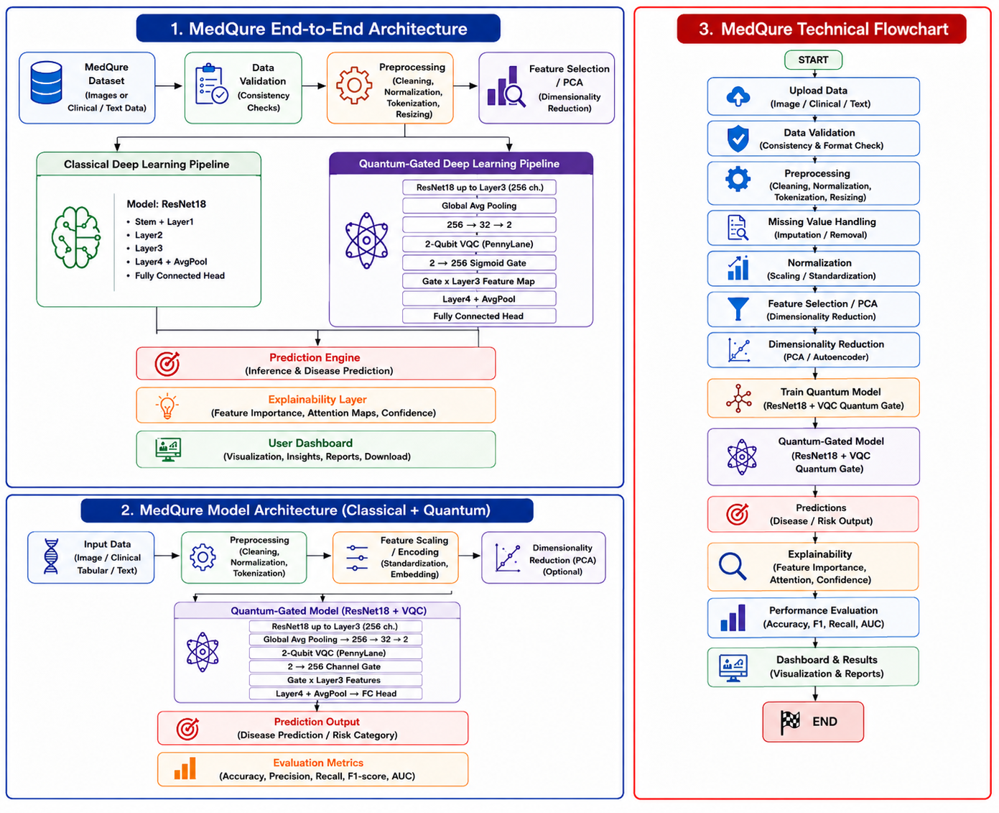 1. MedQure End-to-End Architecture
MedQure
Dataset
(Images or
Clinical / Text Data)
Data
Validation
(Consistency
Checks)
Preprocessing
(Cleaning,
Normalization,
Tokenization,
Resizing)
Feature Selection
/ PCA
(Dimensionality
Reduction)
Classical Deep Learning Pipeline
Model: ResNet18
• Stem + Layer1
• Layer2
• Layer3
• Layer4 + AvgPool
• Fully Connected Head
Quantum-Gated Deep Learning Pipeline
ResNet18 up to Layer3 (256 ch.)
Global Avg Pooling
256 → 32 → 2
2-Qubit VQC (PennyLane)
2 → 256 Sigmoid Gate
Gate x Layer3 Feature Map
Layer4 + AvgPool
Fully Connected Head
Prediction Engine
(Inference & Disease Prediction)
Explainability Layer
(Feature Importance, Attention Maps, Confidence)
User Dashboard
(Visualization, Insights, Reports, Download)
2. MedQure Model Architecture (Classical + Quantum)
Input Data
(Image / Clinical
Tabular / Text)
Preprocessing
(Cleaning,
Normalization,
Tokenization)
Feature Scaling
/ Encoding
(Standardization,
Embedding)
Dimensionality
Reduction (PCA)
(Optional)
Quantum-Gated Model (ResNet18 + VQC)
ResNet18 up to Layer3 (256 ch.)
Global Avg Pooling → 256 → 32 → 2
2-Qubit VQC (PennyLane)
2 → 256 Channel Gate
Gate x Layer3 Features
Layer4 + AvgPool → FC Head
Prediction Output
(Disease Prediction / Risk Category)
Evaluation Metrics
(Accuracy, Precision, Recall, F1-score, AUC)
3. MedQure Technical Flowchart
START
Upload Data
(Image / Clinical / Text)
Data Validation
(Consistency & Format Check)
Preprocessing
(Cleaning, Normalization,
Tokenization, Resizing)
Missing Value Handling
(Imputation / Removal)
Normalization
(Scaling / Standardization)
Feature Selection / PCA
(Dimensionality Reduction)
Dimensionality Reduction
(PCA / Autoencoder)
Train Quantum Model
(ResNet18 + VQC Quantum Gate)
Quantum-Gated Model
(ResNet18 + VQC
Quantum Gate)
Predictions
(Disease / Risk Output)
Explainability
(Feature Importance,
Attention, Confidence)
Performance Evaluation
(Accuracy, F1, Recall, AUC)
Dashboard & Results
(Visualization & Reports)
END